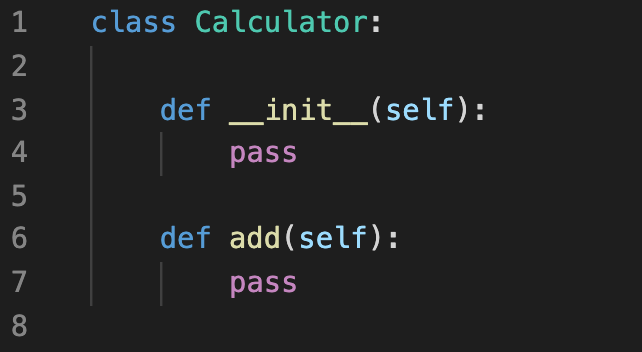 1 class Calculator:
2
3     def __init__(self):
4         pass
5
6     def add(self):
7         pass
8